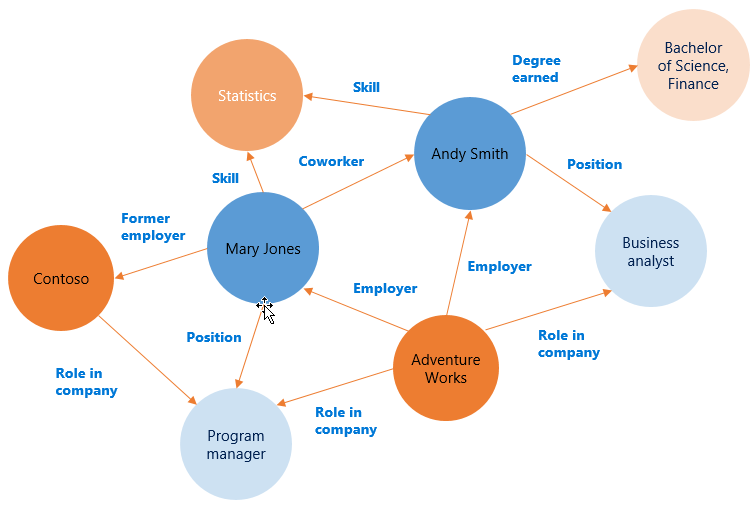 Bachelor
of Science,
Finance
Degree
earned
Statistics
Skill
Andy Smith
Coworker
Position
Skill
Former
employer
Mary Jones
Business
analyst
Contoso
Employer
Employer
Position
Role in
company
Adventure
Works
Role in
company
Role in
company
Program
manager